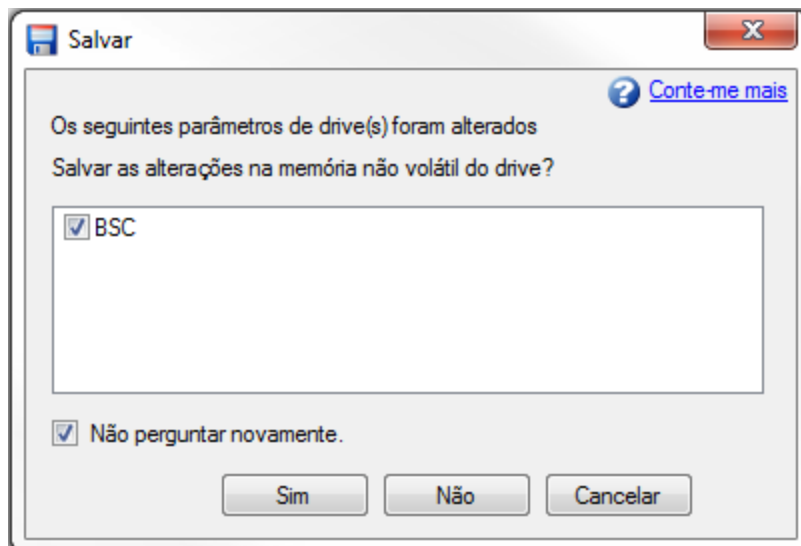 Salvar
Conte-me mais
Os seguintes parâmetros de drive(s) foram alterados
Salvar as alterações na memória não volátil do drive?
BSC
Não perguntar novamente.
Sim Não Cancelar